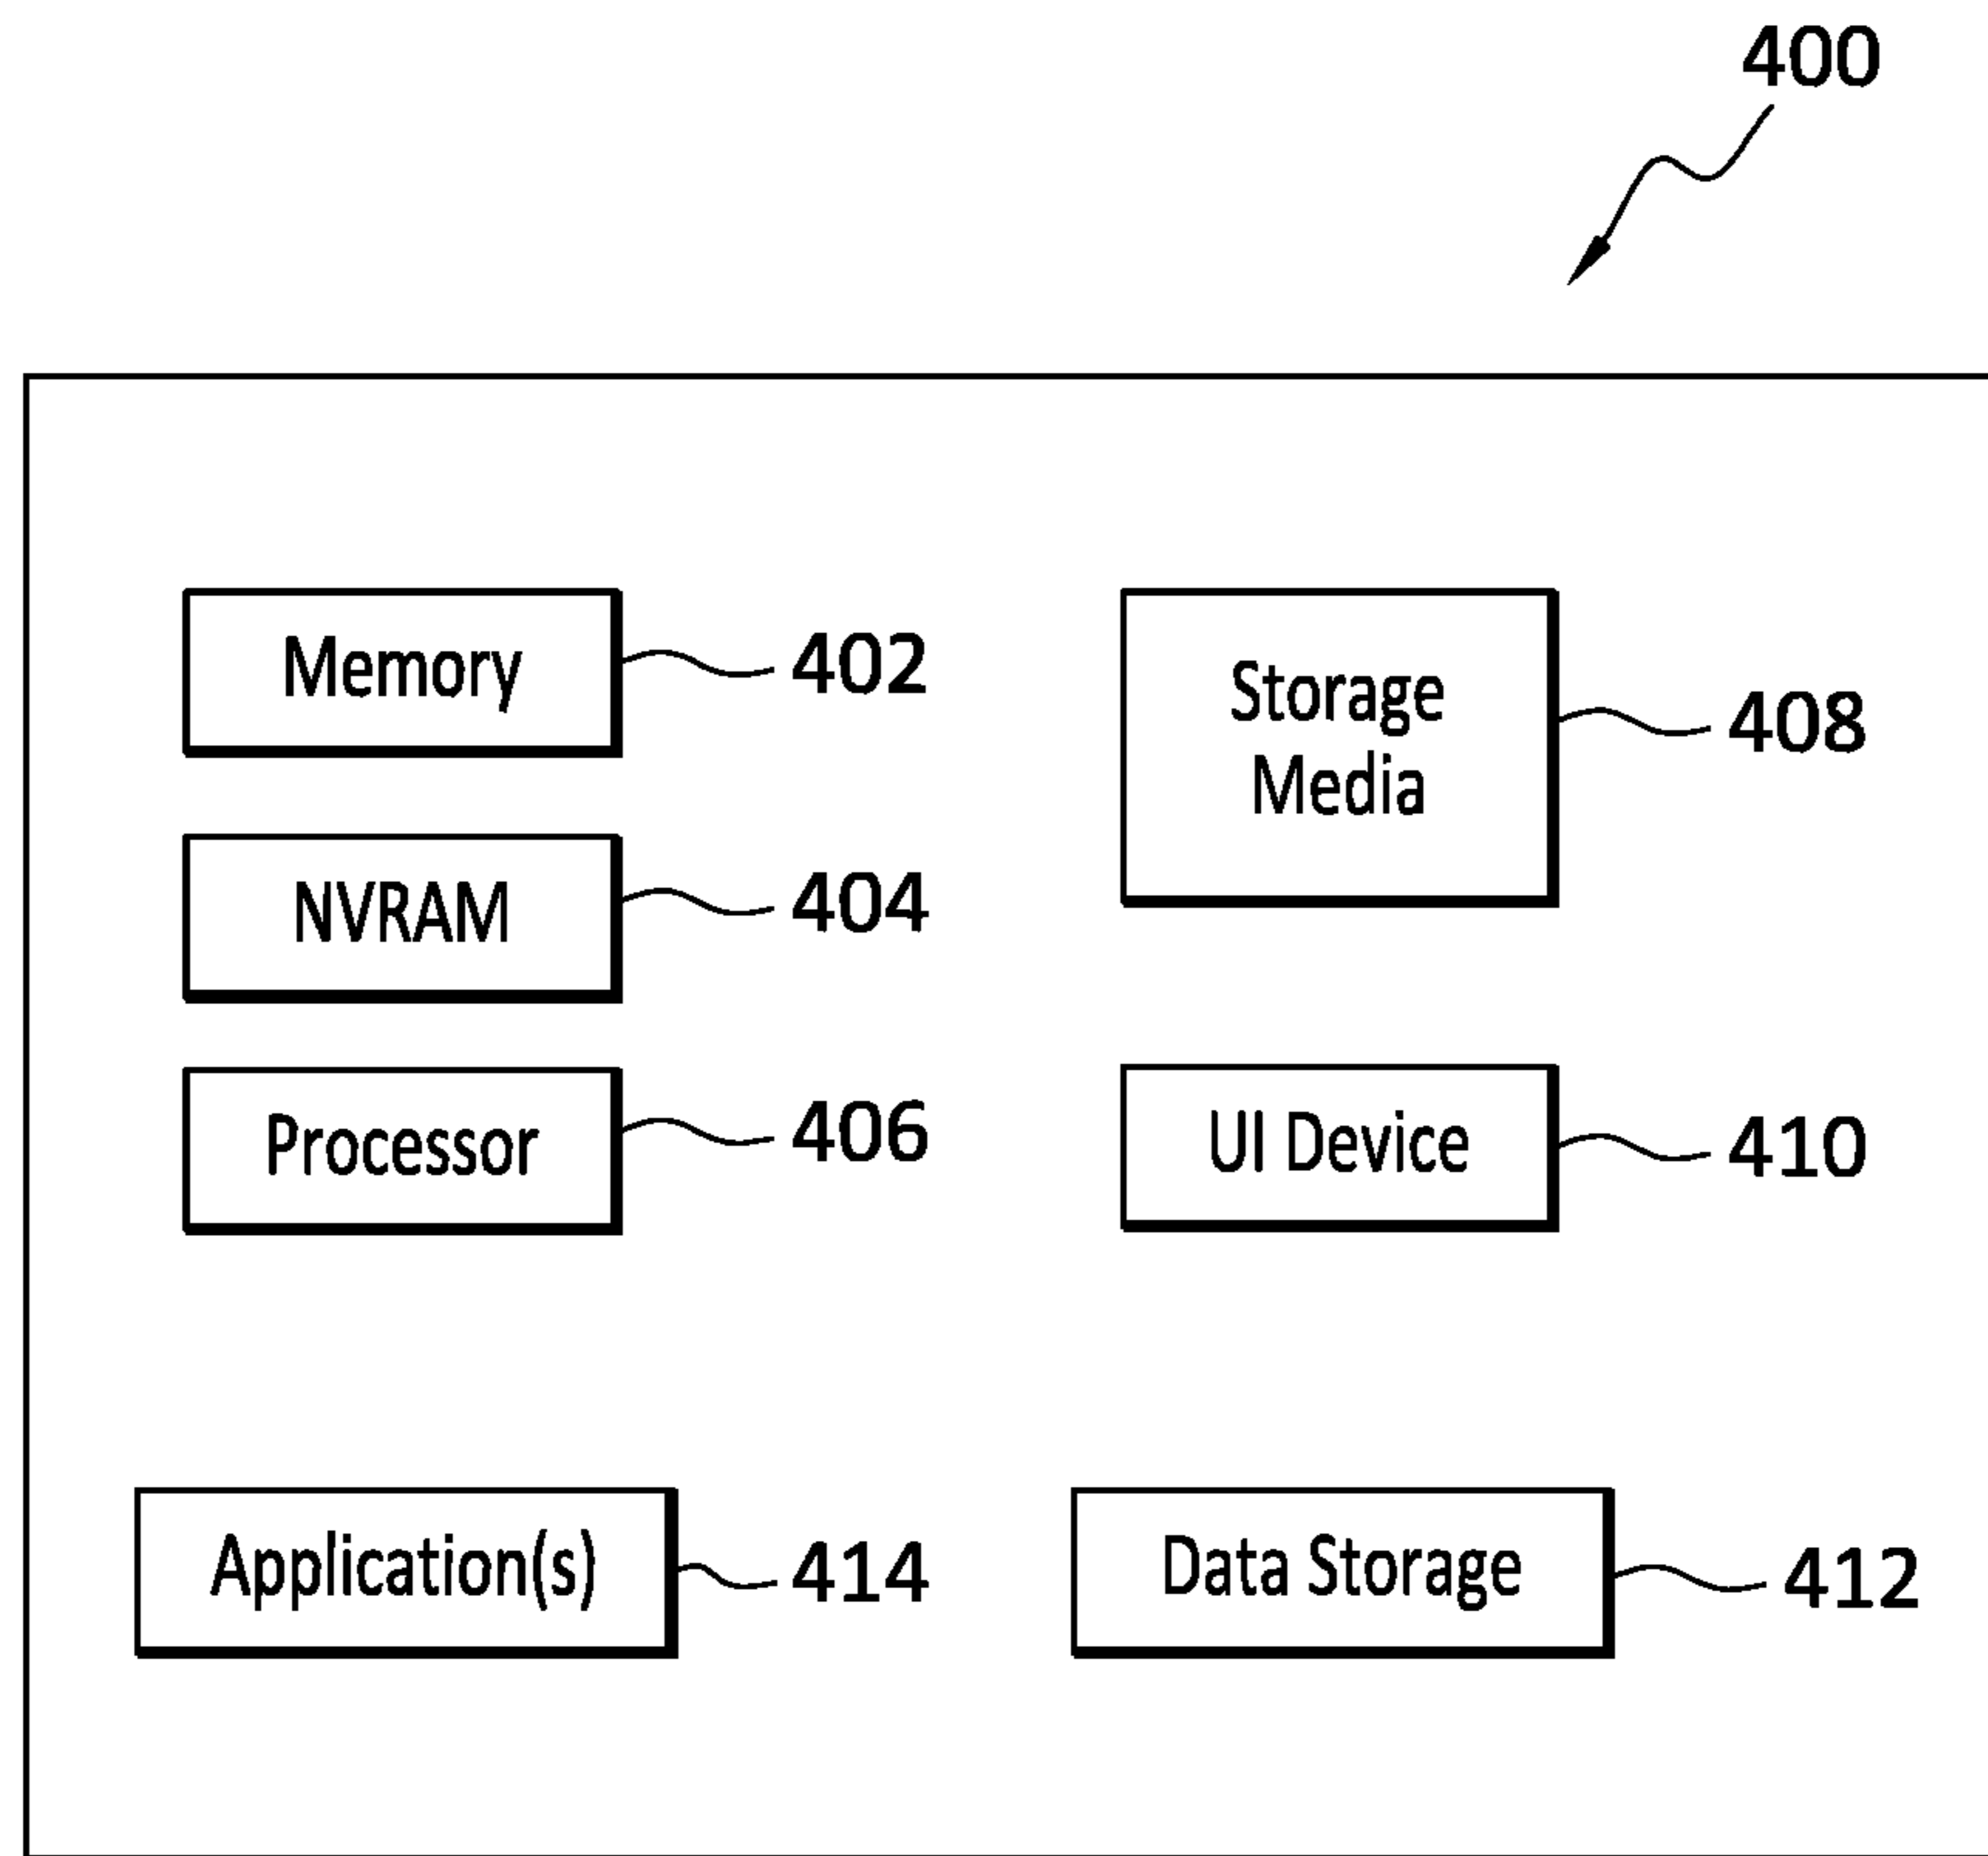 400
Memory
402
Storage
Media
408
NVRAM
404
Processor
406
UI Device
410
Application(s)
414
Data Storage
412